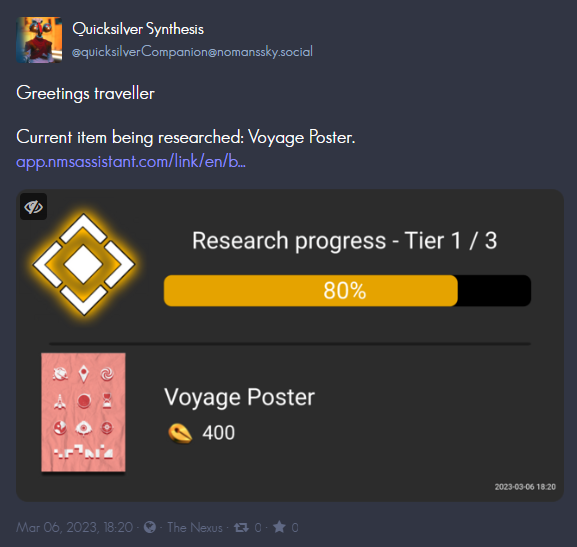 Quicksilver Synthesis
@quicksilverCompanion@nomanssky.social
Greetings traveller
Current item being researched: Voyage Poster.
app.nmsassistant.com/link/en/b...
Research progress - Tier 1 / 3
80%
Voyage Poster
400
2023-03-06 18:20
Mar 06, 2023, 18:20 · The Nexus · 0 · 0